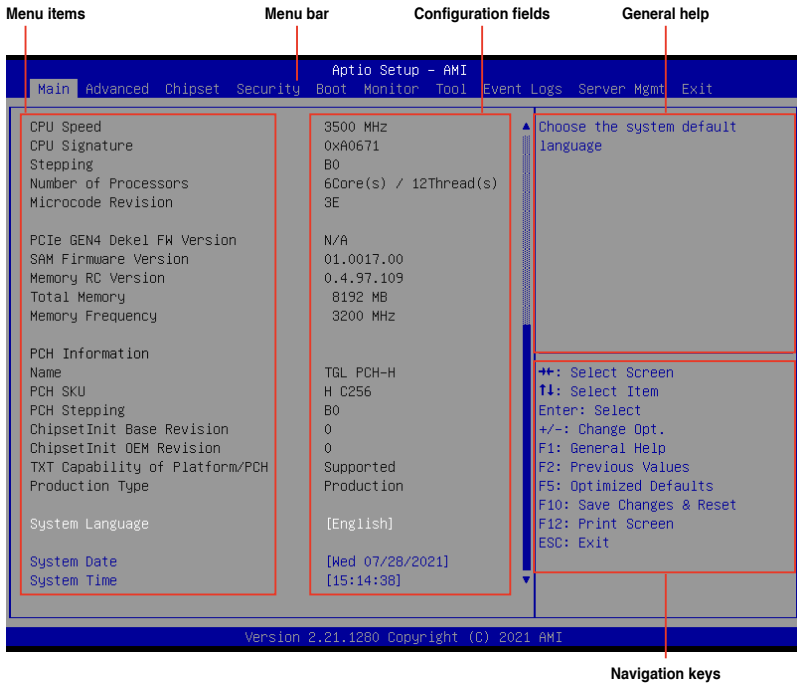 Menu items Menu bar Configuration fields General help
Aptio Setup – AMI
Main Advanced Chipset Security Boot Monitor Tool Event Logs Server Mgmt Exit
CPU Speed 3500 MHz
CPU Signature 0xA0671
Stepping B0
Number of Processors 6Core(s) / 12Thread(s)
Microcode Revision 3E
PCIe GEN4 Dekel FW Version N/A
SAM Firmware Version 01.0017.00
Memory RC Version 0.4.97.109
Total Memory 8192 MB
Memory Frequency 3200 MHz
PCH Information
Name TGL PCH-H
PCH SKU H C256
PCH Stepping B0
ChipsetInit Base Revision 0
ChipsetInit OEM Revision 0
TXT Capability of Platform/PCH Supported
Production Type Production
System Language [English]
System Date [Wed 07/28/2021]
System Time [15:14:38]
Choose the system default
language
→←: Select Screen
↑↓: Select Item
Enter: Select
+/-: Change Opt.
F1: General Help
F2: Previous Values
F5: Optimized Defaults
F10: Save Changes & Reset
F12: Print Screen
ESC: Exit
Version 2.21.1280 Copyright (C) 2021 AMI
Navigation keys